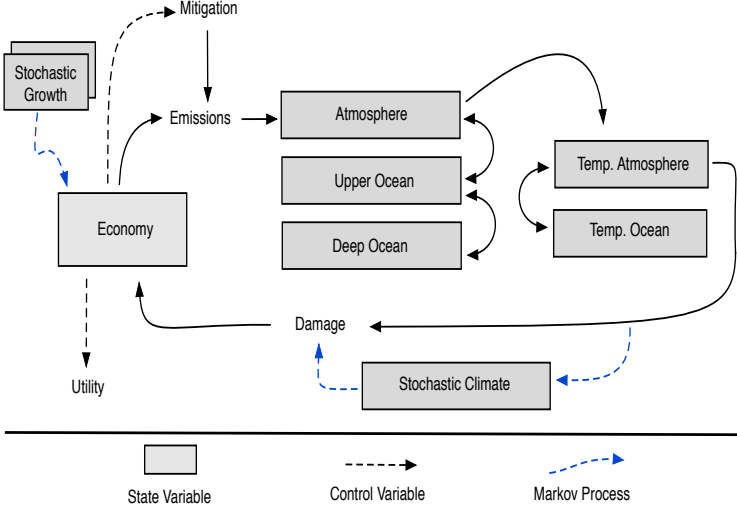 Mitigation
Stochastic
Growth
Emissions
Atmosphere
Upper Ocean
Deep Ocean
Temp. Atmosphere
Temp. Ocean
Economy
Damage
Utility
Stochastic Climate
State Variable
Control Variable
Markov Process